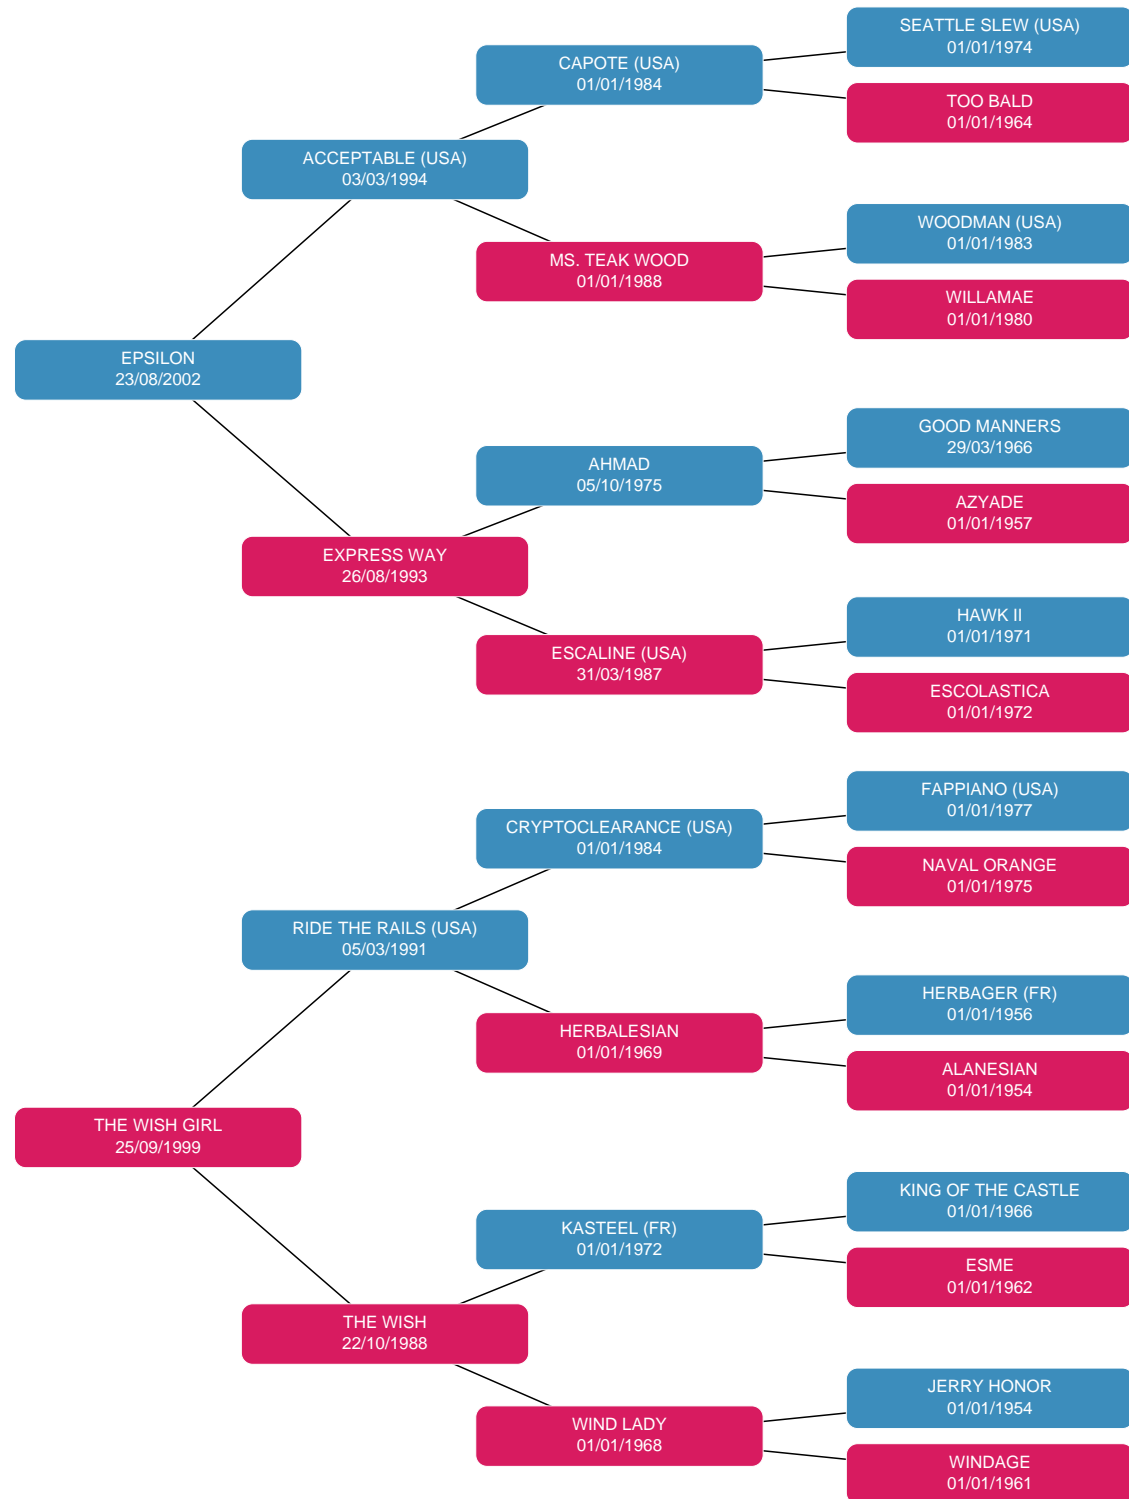 SEATTLE SLEW (USA)
01/01/1974
CAPOTE (USA)
01/01/1984
TOO BALD
01/01/1964
ACCEPTABLE (USA)
03/03/1994
WOODMAN (USA)
01/01/1983
MS. TEAK WOOD
01/01/1988
WILLAMAE
01/01/1980
EPSILON
23/08/2002
GOOD MANNERS
29/03/1966
AHMAD
05/10/1975
AZYADE
01/01/1957
EXPRESS WAY
26/08/1993
HAWK II
01/01/1971
ESCALINE (USA)
31/03/1987
ESCOLASTICA
01/01/1972
FAPPIANO (USA)
01/01/1977
CRYPTOCLEARANCE (USA)
01/01/1984
NAVAL ORANGE
01/01/1975
RIDE THE RAILS (USA)
05/03/1991
HERBAGER (FR)
01/01/1956
HERBALESIAN
01/01/1969
ALANESIAN
01/01/1954
THE WISH GIRL
25/09/1999
KING OF THE CASTLE
01/01/1966
KASTEEL (FR)
01/01/1972
ESME
01/01/1962
THE WISH
22/10/1988
JERRY HONOR
01/01/1954
WIND LADY
01/01/1968
WINDAGE
01/01/1961